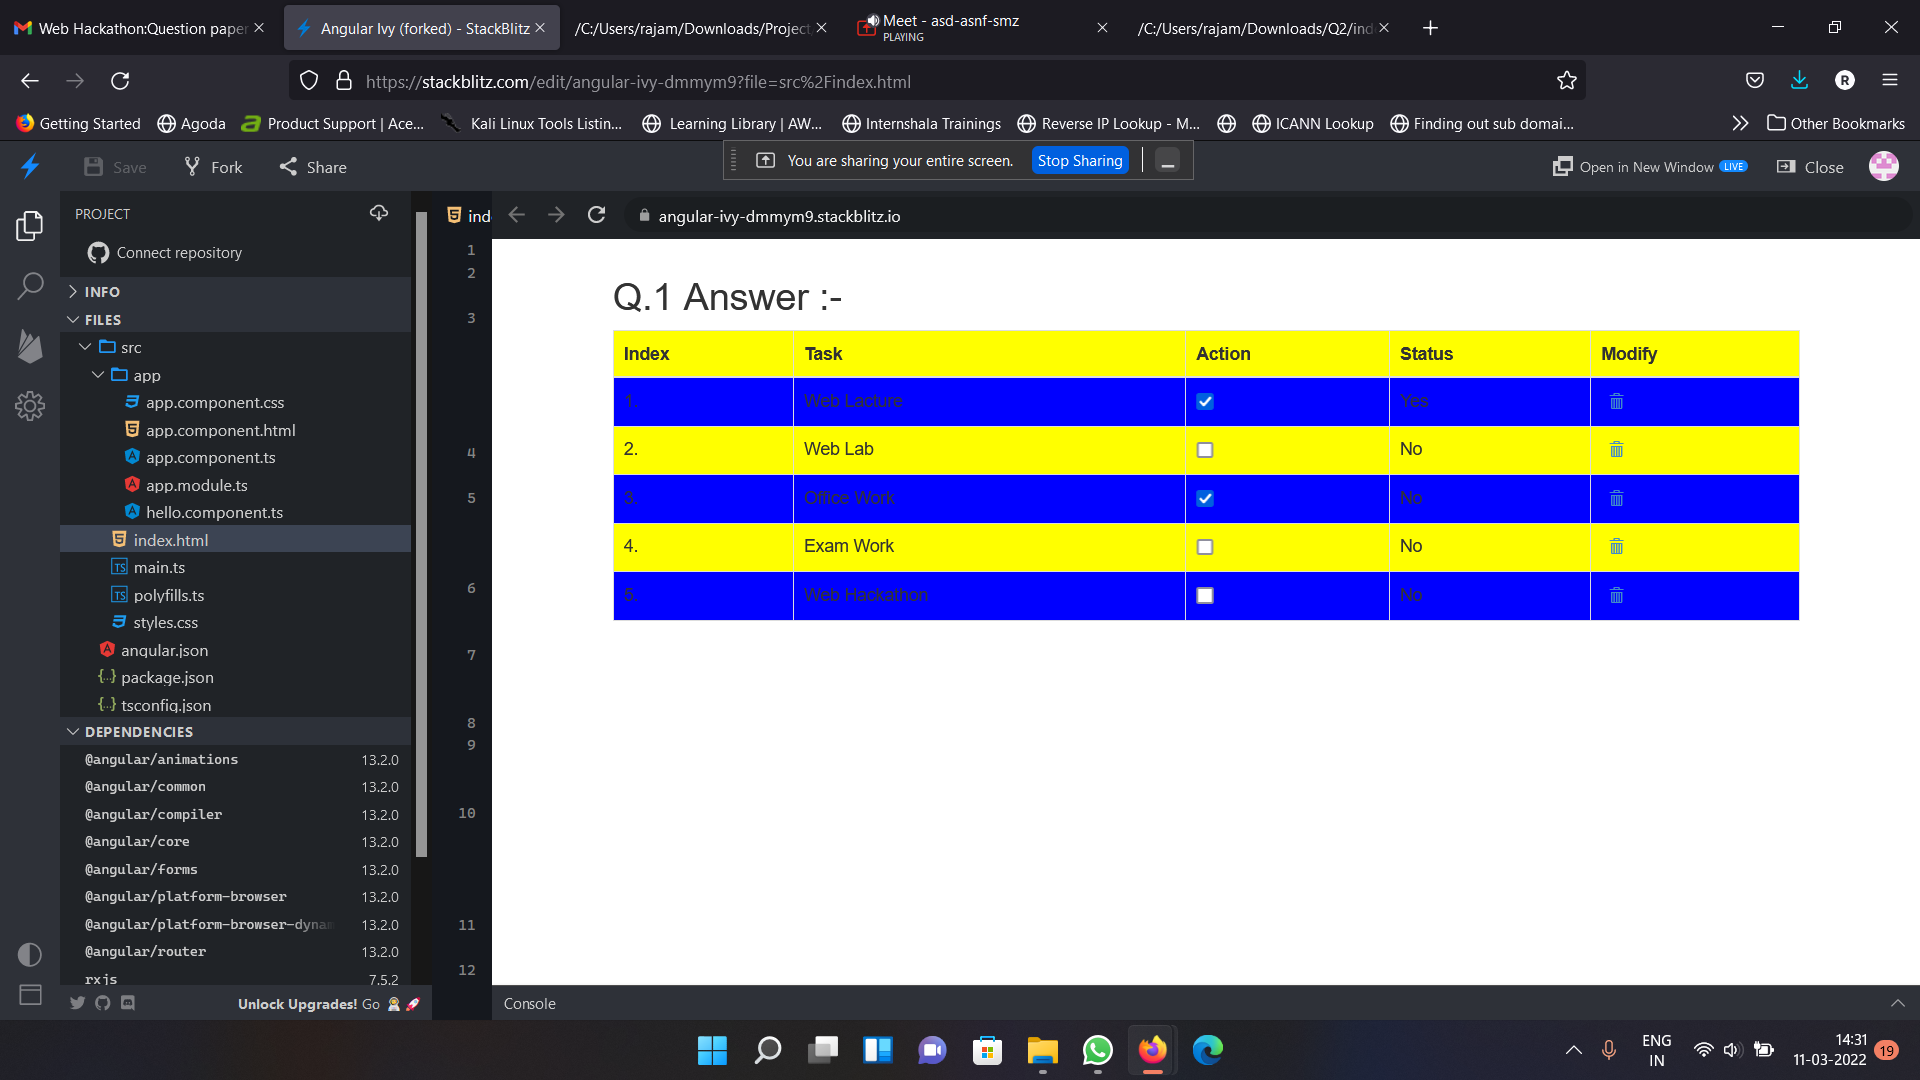 Web Hackathon:Question paper
Angular Ivy (forked) - StackBlitz
/C:/Users/rajam/Downloads/Project
Meet - asd-asnf-smz
PLAYING
/C:/Users/rajam/Downloads/Q2/ind
https://stackblitz.com/edit/angular-ivy-dmmym9?file=src%2Findex.html
R
Getting Started
Agoda
Product Support | Ace...
Kali Linux Tools Listin...
Learning Library | AW...
Internshala Trainings
Reverse IP Lookup - M...
ICANN Lookup
Finding out sub domai...
Other Bookmarks
Save
Fork
Share
You are sharing your entire screen.
Stop Sharing
Open in New Window LIVE
Close
PROJECT
Connect repository
INFO
FILES
src
app
app.component.css
app.component.html
app.component.ts
app.module.ts
hello.component.ts
index.html
TS main.ts
TS polyfills.ts
styles.css
angular.json
package.json
tsconfig.json
DEPENDENCIES
@angular/animations 13.2.0
@angular/common 13.2.0
@angular/compiler 13.2.0
@angular/core 13.2.0
@angular/forms 13.2.0
@angular/platform-browser 13.2.0
@angular/platform-browser-dynam 13.2.0
@angular/router 13.2.0
rxjs 7.5.2
Unlock Upgrades! Go
ind
1
2
3
4
5
6
7
8
9
10
11
12
angular-ivy-dmmym9.stackblitz.io
Q.1 Answer :-
Index Task Action Status Modify
1. Web Lacture Yes
2. Web Lab No
3. Office Work No
4. Exam Work No
5. Web Hackathon No
Console
ENG
IN
14:31
11-03-2022
19